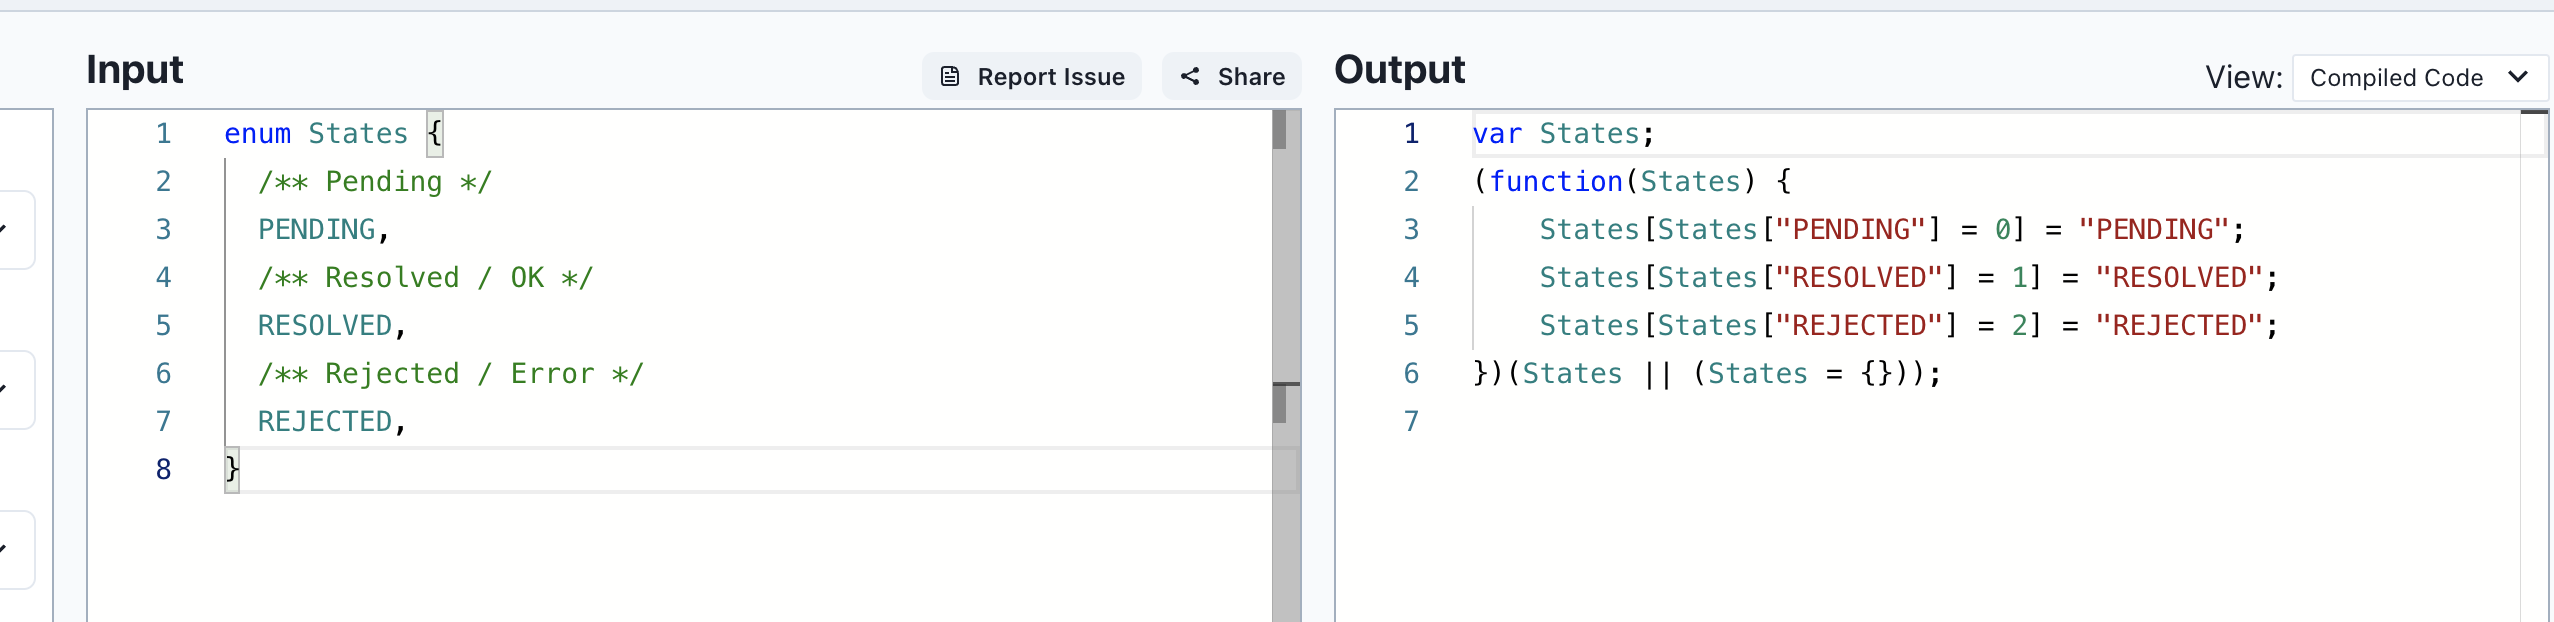 Input
Report Issue
Share
1 enum States {
2   /** Pending */
3   PENDING,
4   /** Resolved / OK */
5   RESOLVED,
6   /** Rejected / Error */
7   REJECTED,
8 }
Output
View: Compiled Code
1 var States;
2 (function(States) {
3     States[States["PENDING"] = 0] = "PENDING";
4     States[States["RESOLVED"] = 1] = "RESOLVED";
5     States[States["REJECTED"] = 2] = "REJECTED";
6 })(States || (States = {}));
7